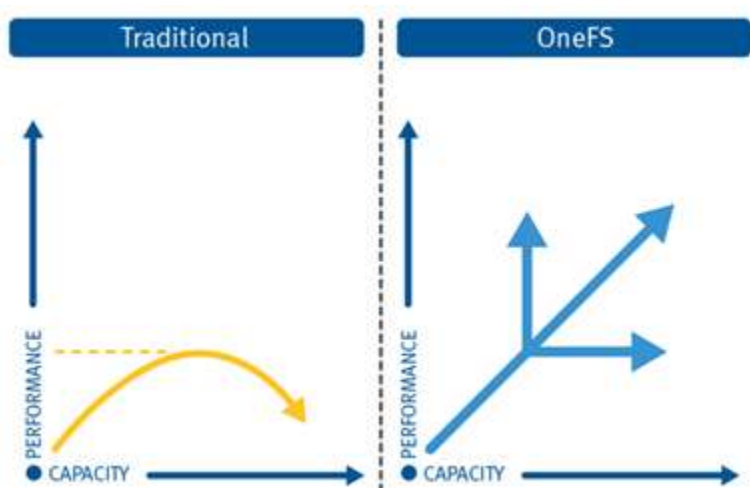 Traditional
PERFORMANCE
CAPACITY
OneFS
PERFORMANCE
CAPACITY